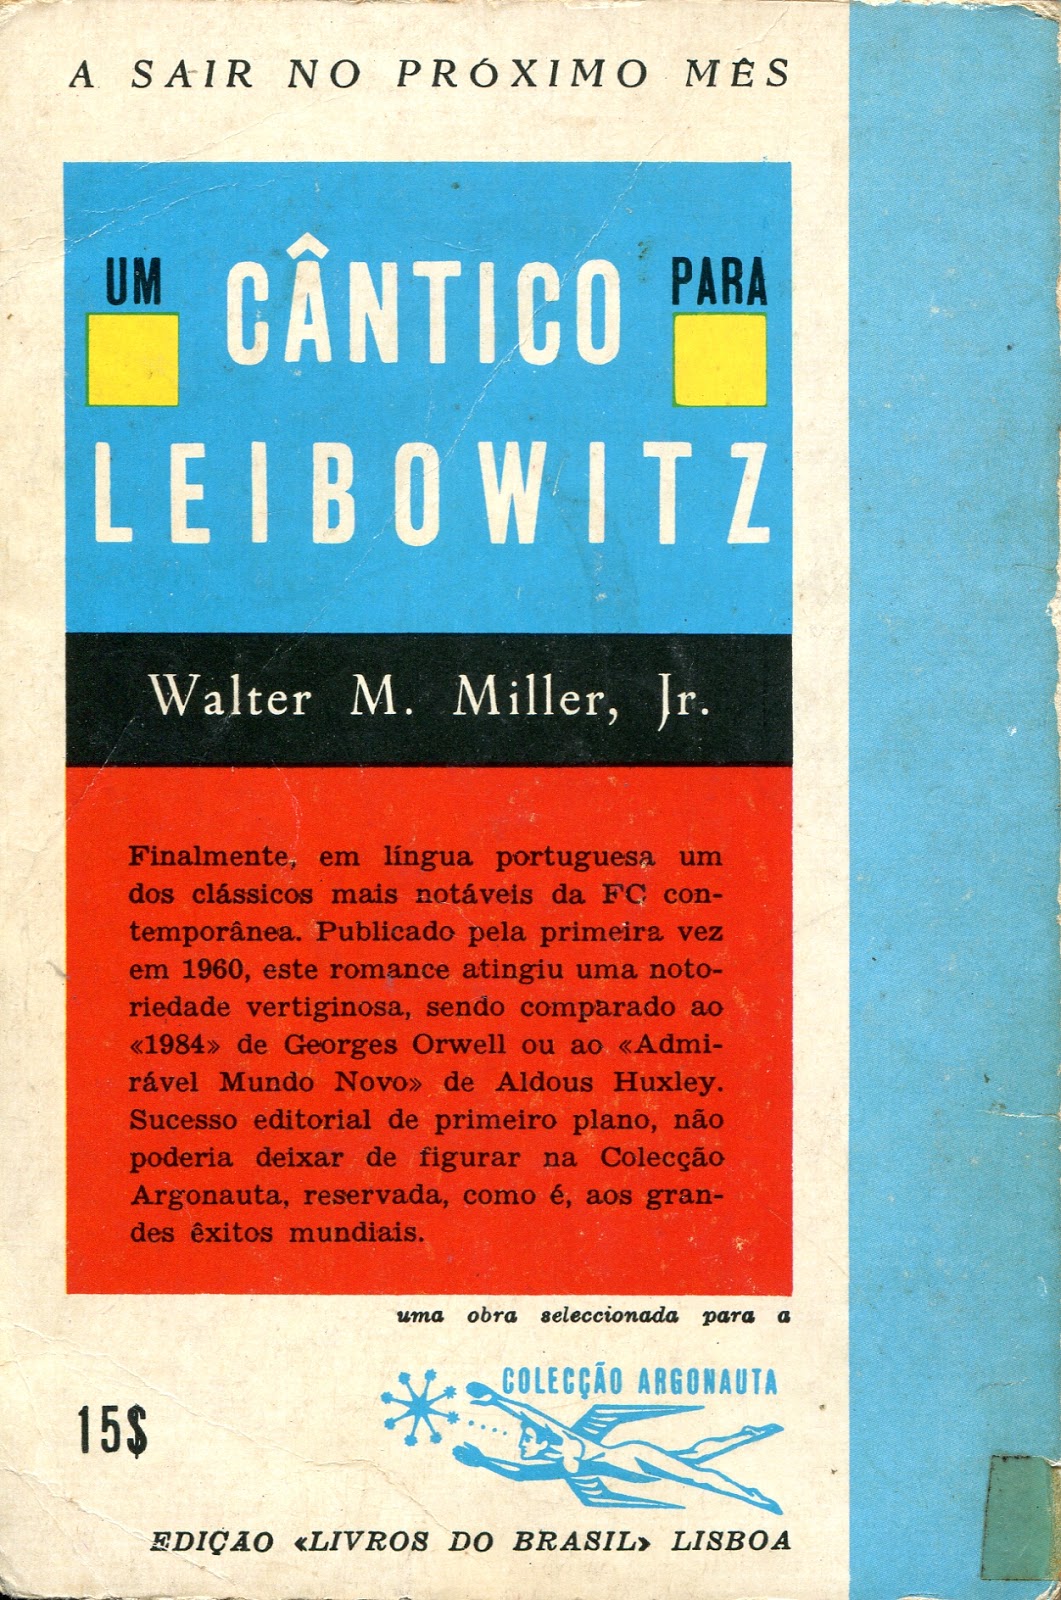 A SAIR NO PRÓXIMO MÊS
UM CÂNTICO PARA
LEIBOWITZ
Walter M. Miller, Jr.
Finalmente, em língua portuguesa um
dos clássicos mais notáveis da FC con-
temporânea. Publicado pela primeira vez
em 1960, este romance atingiu uma noto-
riedade vertiginosa, sendo comparado ao
«1984» de Georges Orwell ou ao «Admi-
rável Mundo Novo» de Aldous Huxley.
Sucesso editorial de primeiro plano, não
poderia deixar de figurar na Colecção
Argonauta, reservada, como é, aos gran-
des êxitos mundiais.
uma obra seleccionada para a
COLECÇÃO ARGONAUTA
15$
EDIÇÃO «LIVROS DO BRASIL» LISBOA